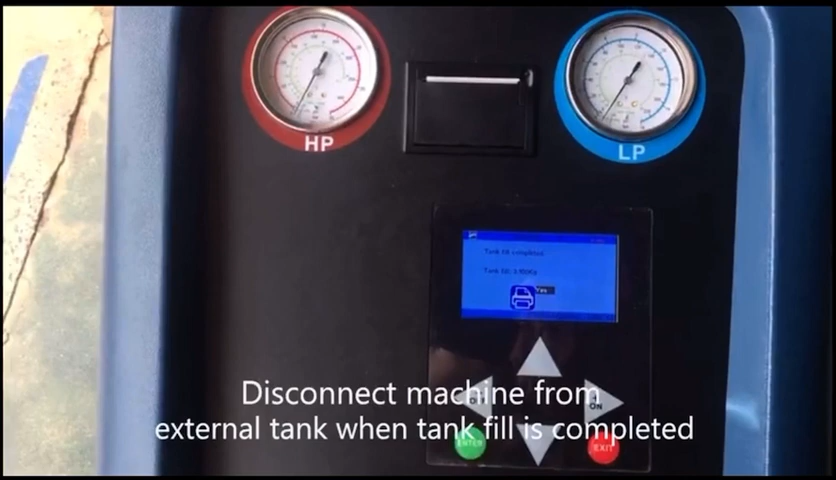 HP
LP
Tank fill completed
Yes
ON
ENTER
EXIT
Disconnect machine from
external tank when tank fill is completed